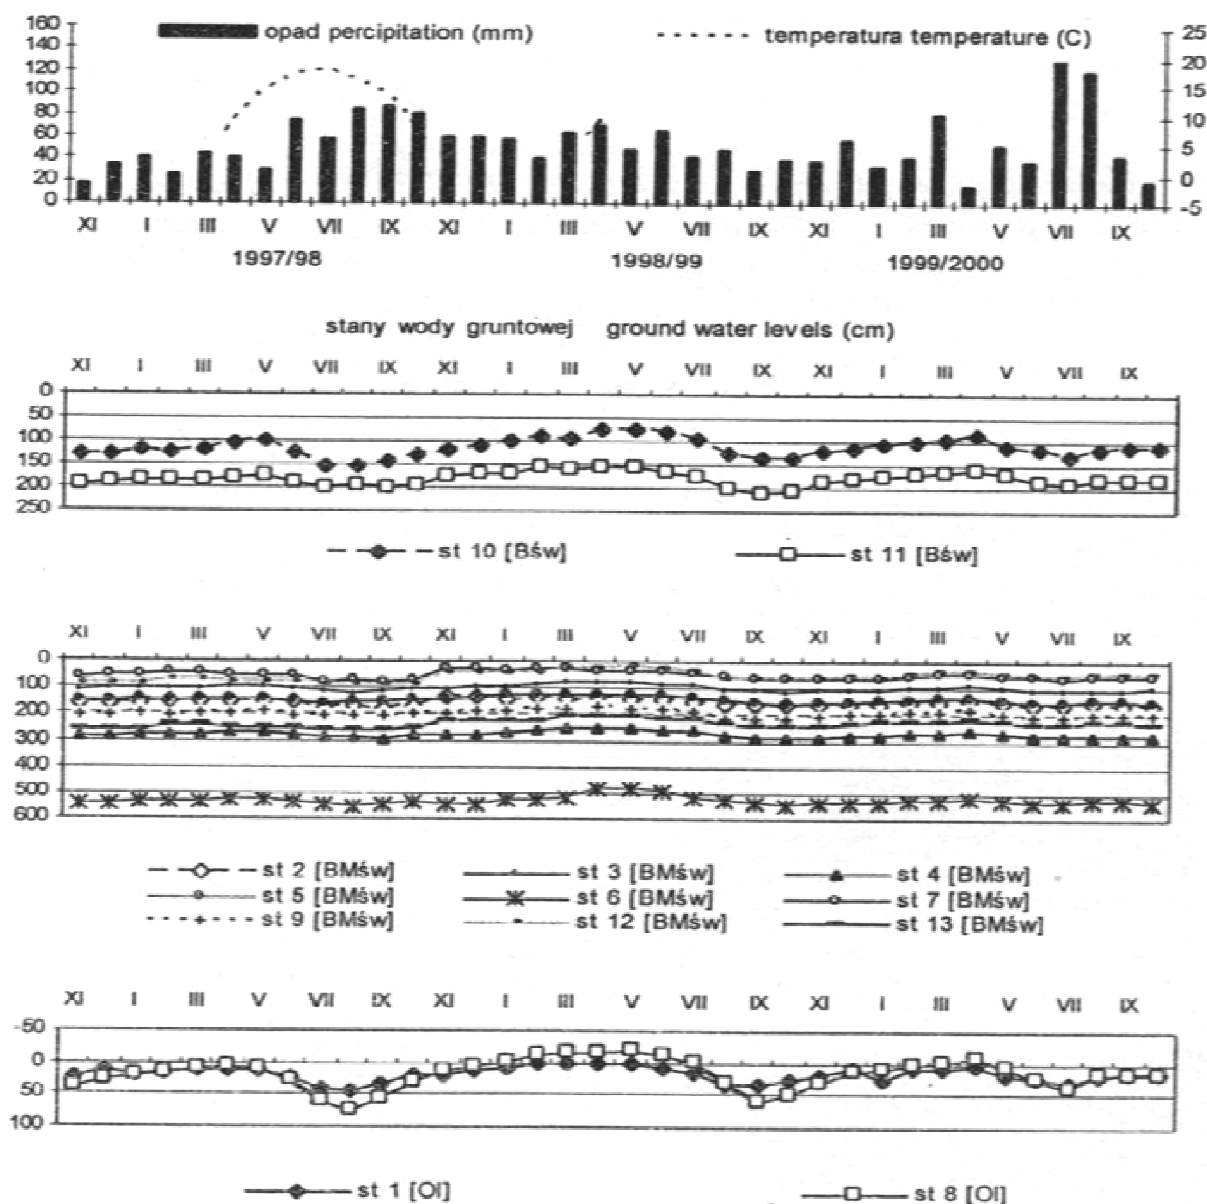 160
140
120
100
80
60
40
20
0
opad percipitation (mm) temperatura temperature (C)
25
20
15
10
5
0
-5
XI I III V VII IX XI I III V VII IX XI I III V VII IX
1997/98 1998/99 1999/2000
stany wody gruntowej ground water levels (cm)
XI I III V VII IX XI I III V VII IX XI I III V VII IX
0
50
100
150
200
250
st 10 [Bśw] st 11 [Bśw]
XI I III V VII IX XI I III V VII IX XI I III V VII IX
0
100
200
300
400
500
600
st 2 [BMśw] st 3 [BMśw] st 4 [BMśw]
st 5 [BMśw] st 6 [BMśw] st 7 [BMśw]
st 9 [BMśw] st 12 [BMśw] st 13 [BMśw]
XI I III V VII IX XI I III V VII IX XI I III V VII IX
-50
0
50
100
st 1 [Ol] st 8 [Ol]